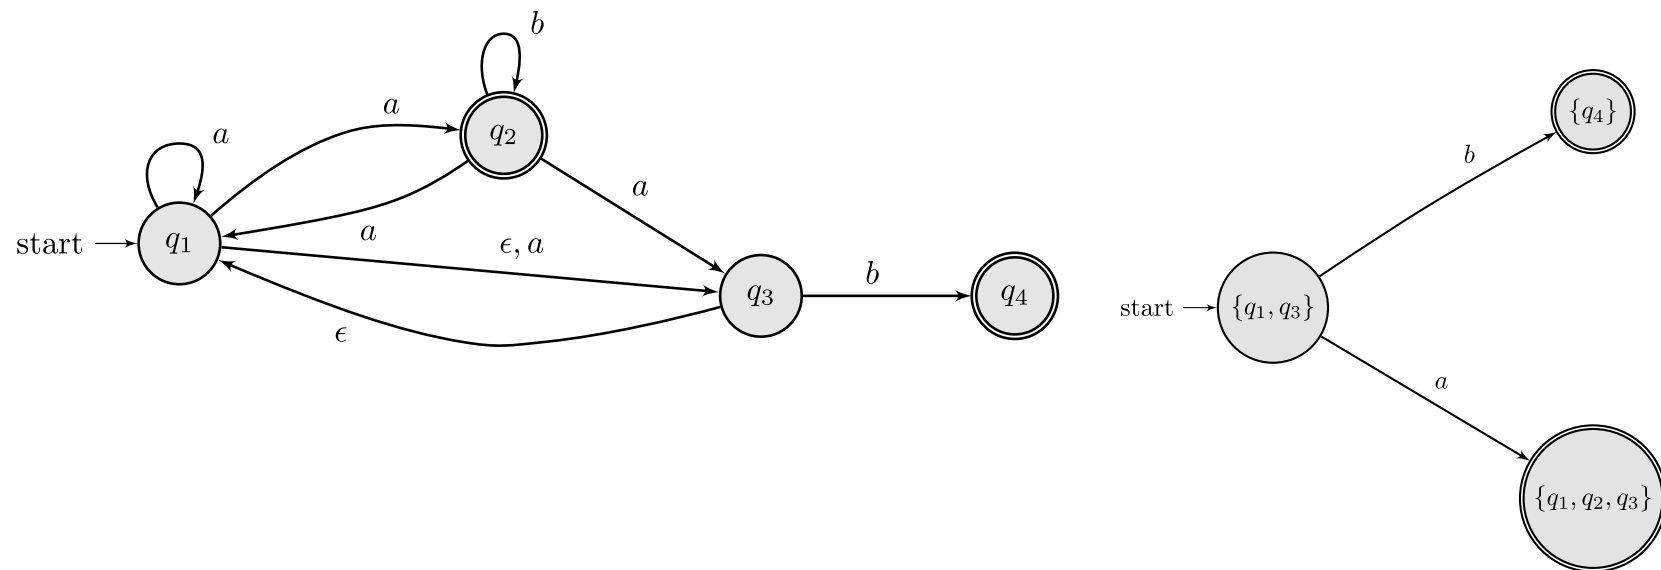 b
a
q₂
a
a
start
q₁
a
ϵ, a
b
q₃
q₄
ϵ
{q₄}
b
start
{q₁, q₃}
a
{q₁, q₂, q₃}